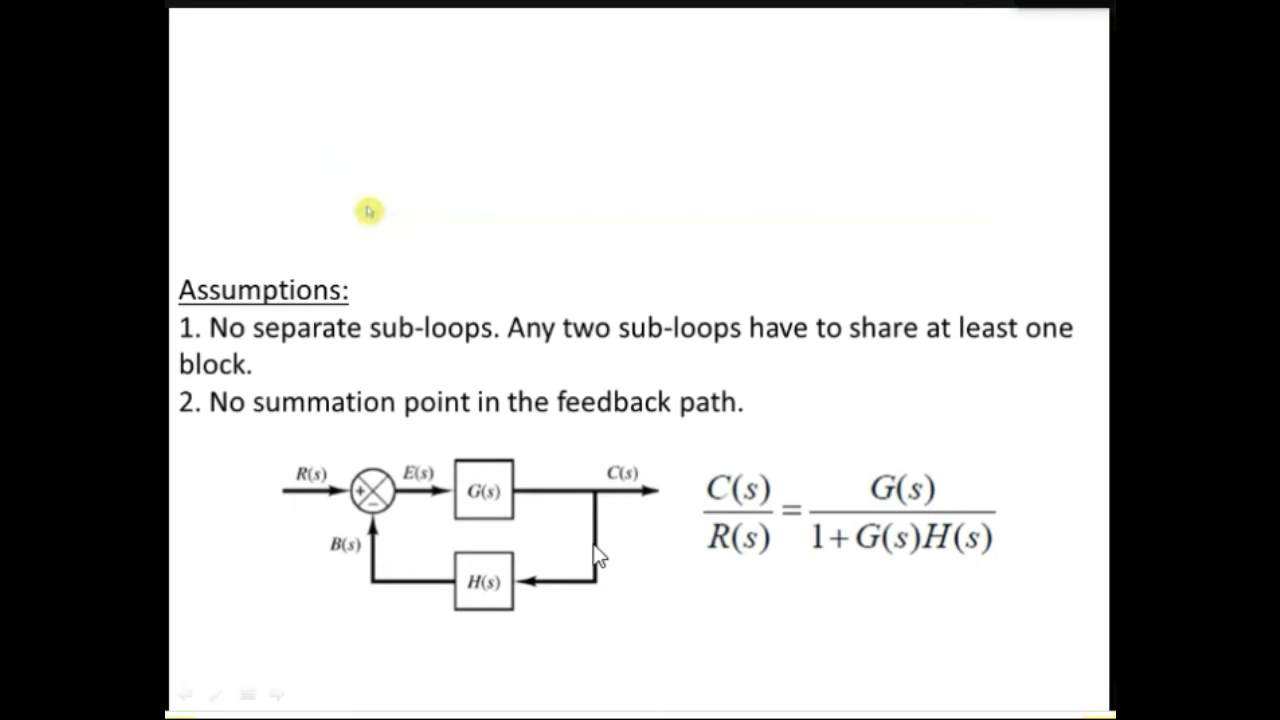 Assumptions:
1. No separate sub-loops. Any two sub-loops have to share at least one
block.
2. No summation point in the feedback path.
R(s)
+
−
E(s)
G(s)
C(s)
B(s)
H(s)
C(s)/R(s) = G(s)/1+G(s)H(s)